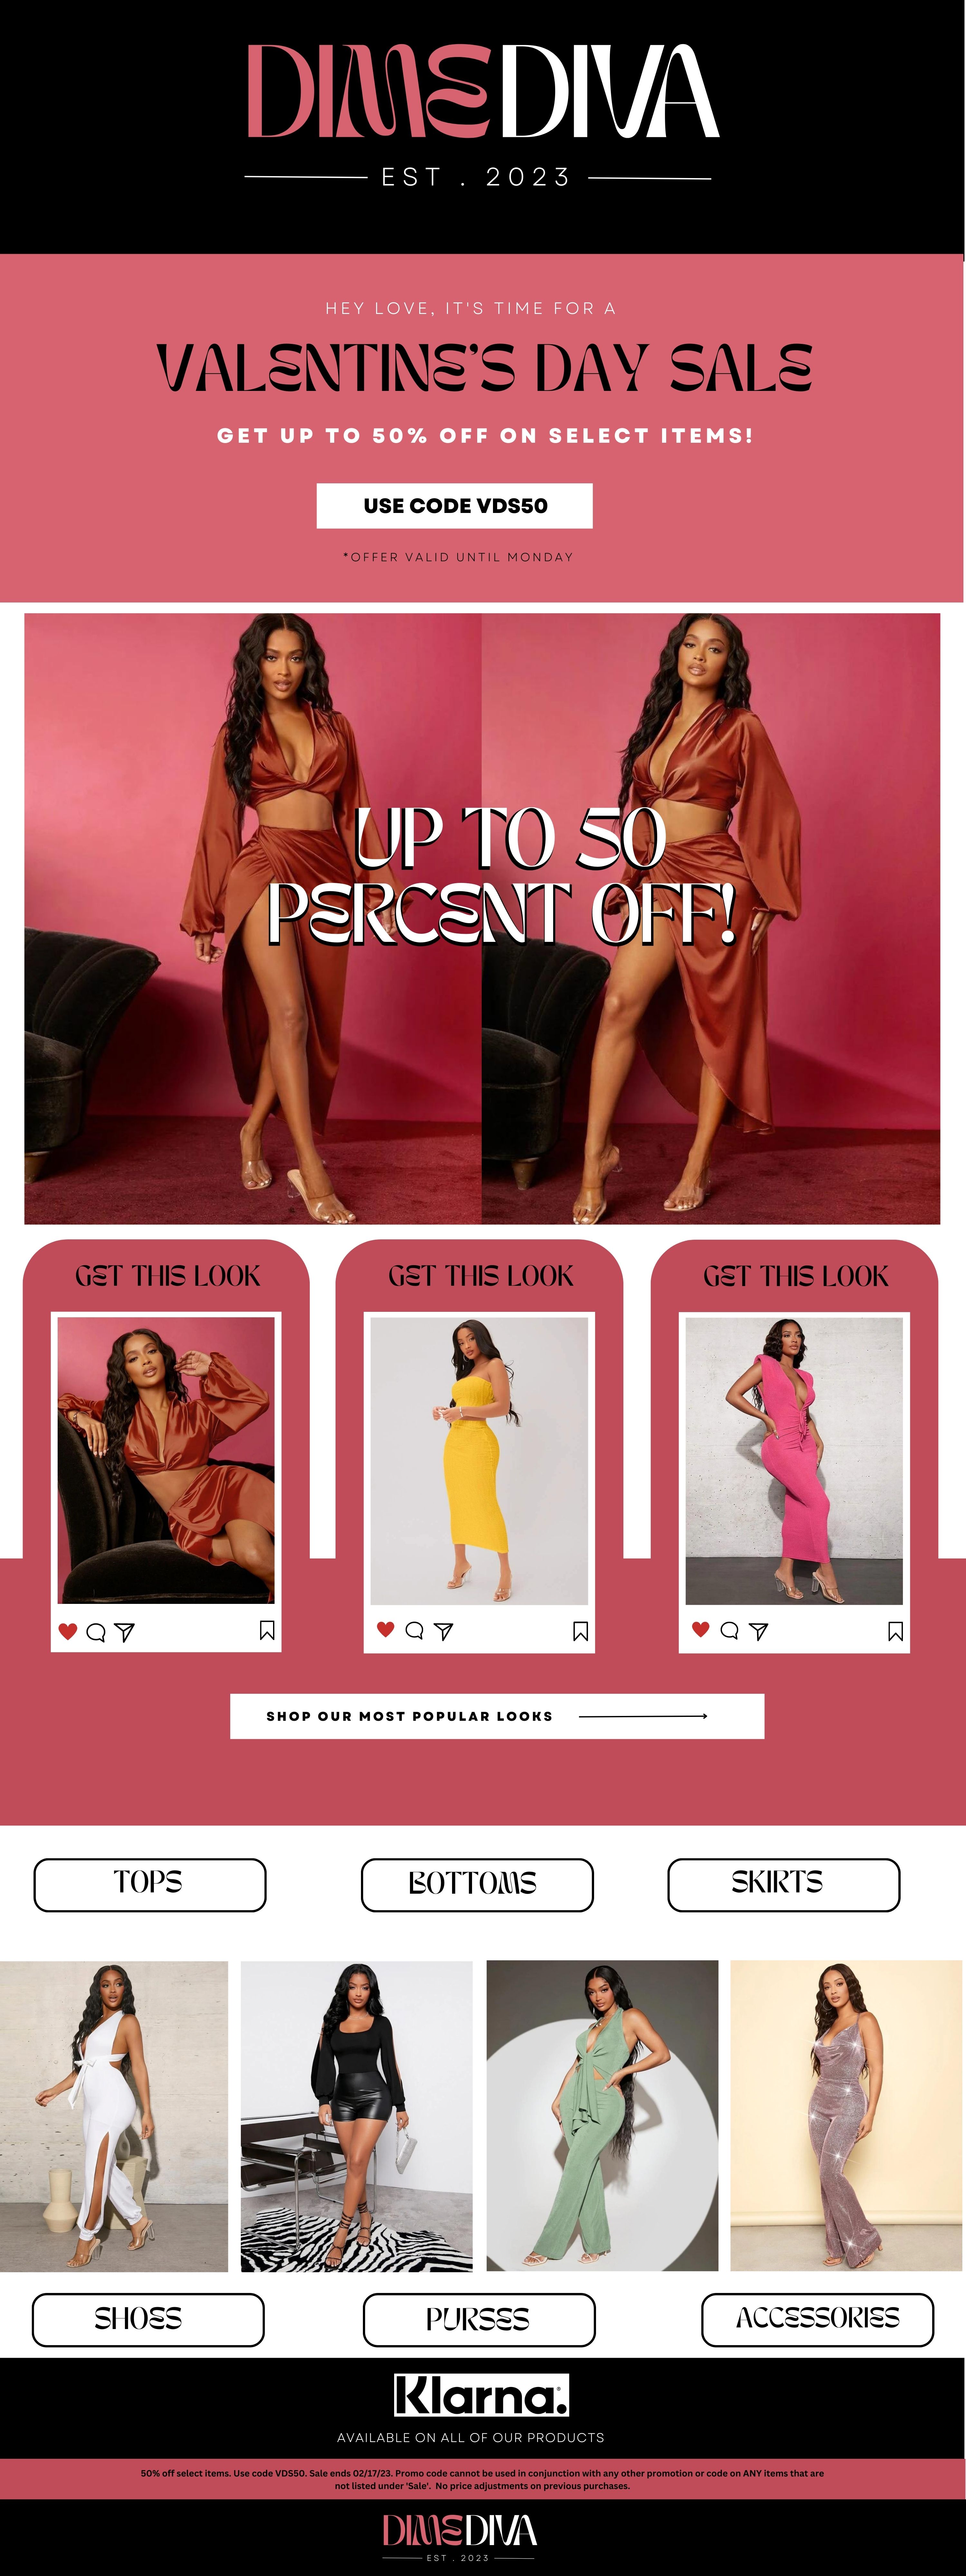 DIMEDIVA
EST . 2023
HEY LOVE, IT'S TIME FOR A
VALENTINE'S DAY SALE
GET UP TO 50% OFF ON SELECT ITEMS!
USE CODE VDS50
*OFFER VALID UNTIL MONDAY
UP TO 50
PERCENT OFF!
GET THIS LOOK
GET THIS LOOK
GET THIS LOOK
SHOP OUR MOST POPULAR LOOKS
TOPS
BOTTOMS
SKIRTS
SHOES
PURSES
ACCESSORIES
Klarna.
AVAILABLE ON ALL OF OUR PRODUCTS
50% off select items. Use code VDS50. Sale ends 02/17/23. Promo code cannot be used in conjunction with any other promotion or code on ANY items that are
not listed under 'Sale'. No price adjustments on previous purchases.
DIMEDIVA
EST . 2023